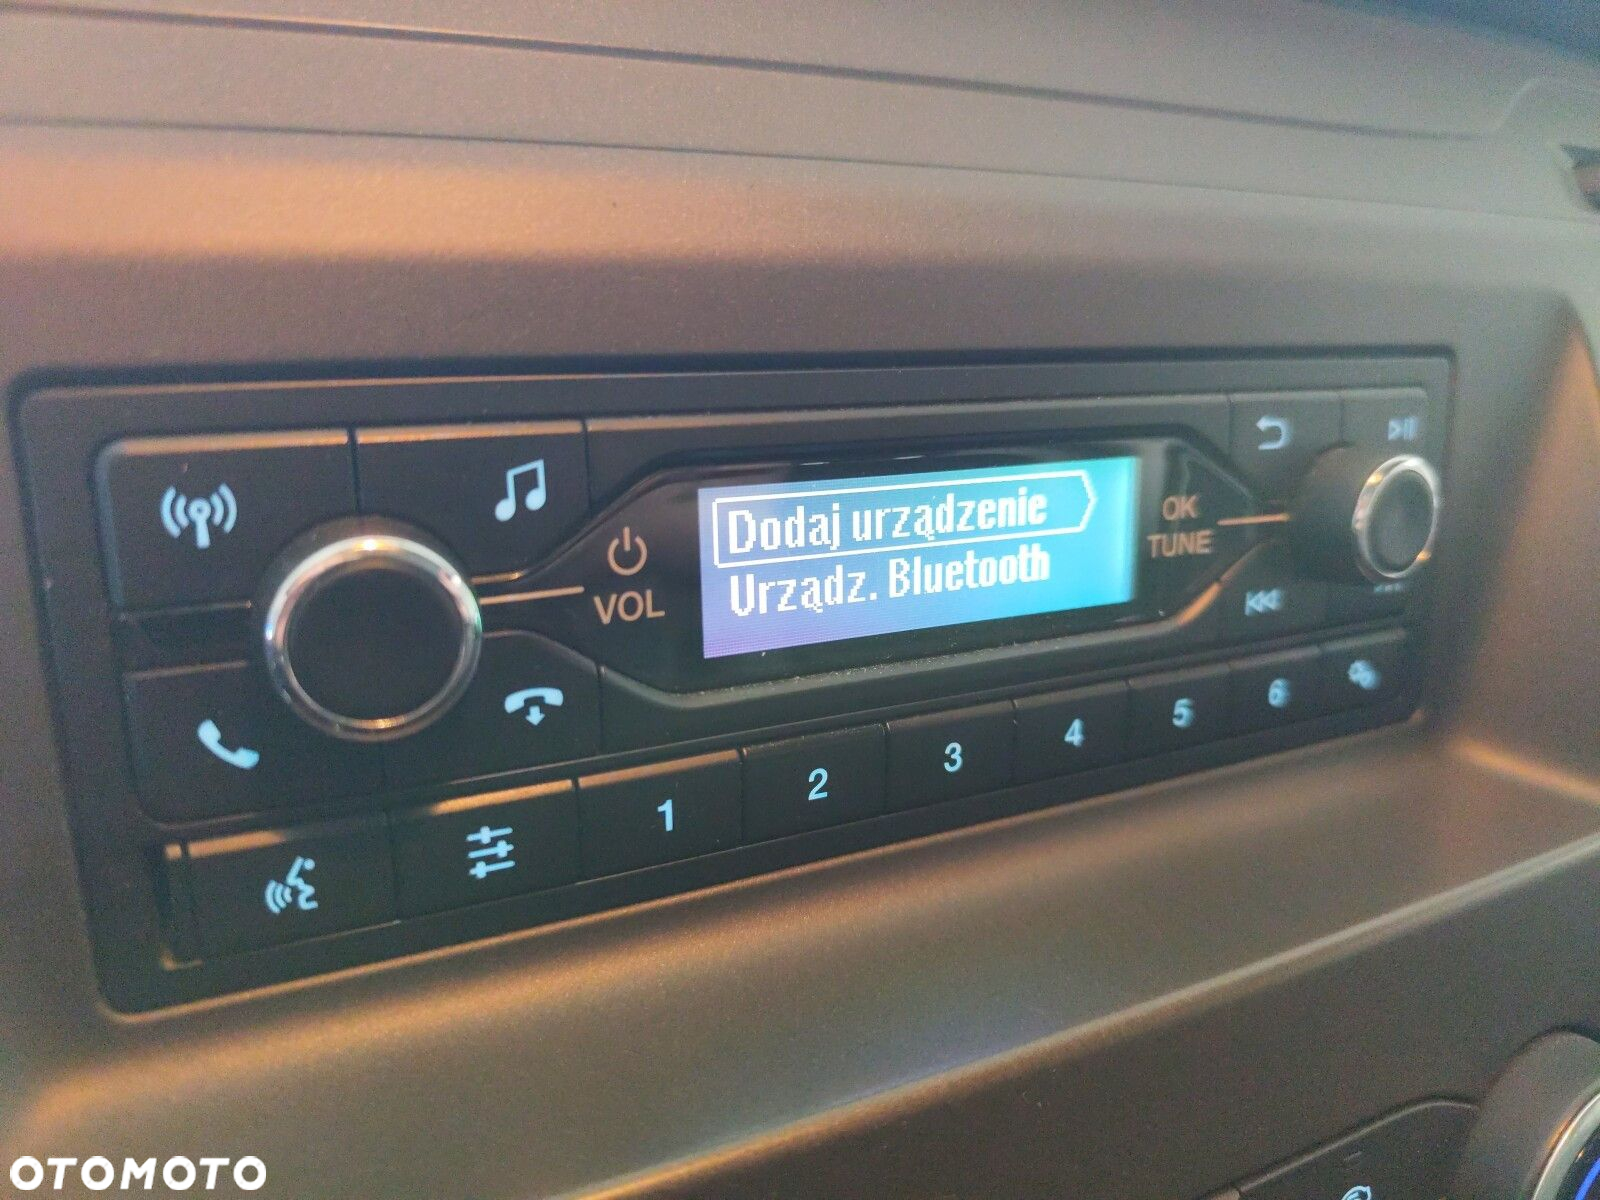 Dodaj urządzenie
Urządz. Bluetooth
VOL
OK
TUNE
1
2
3
4
5
6
OTOMOTO